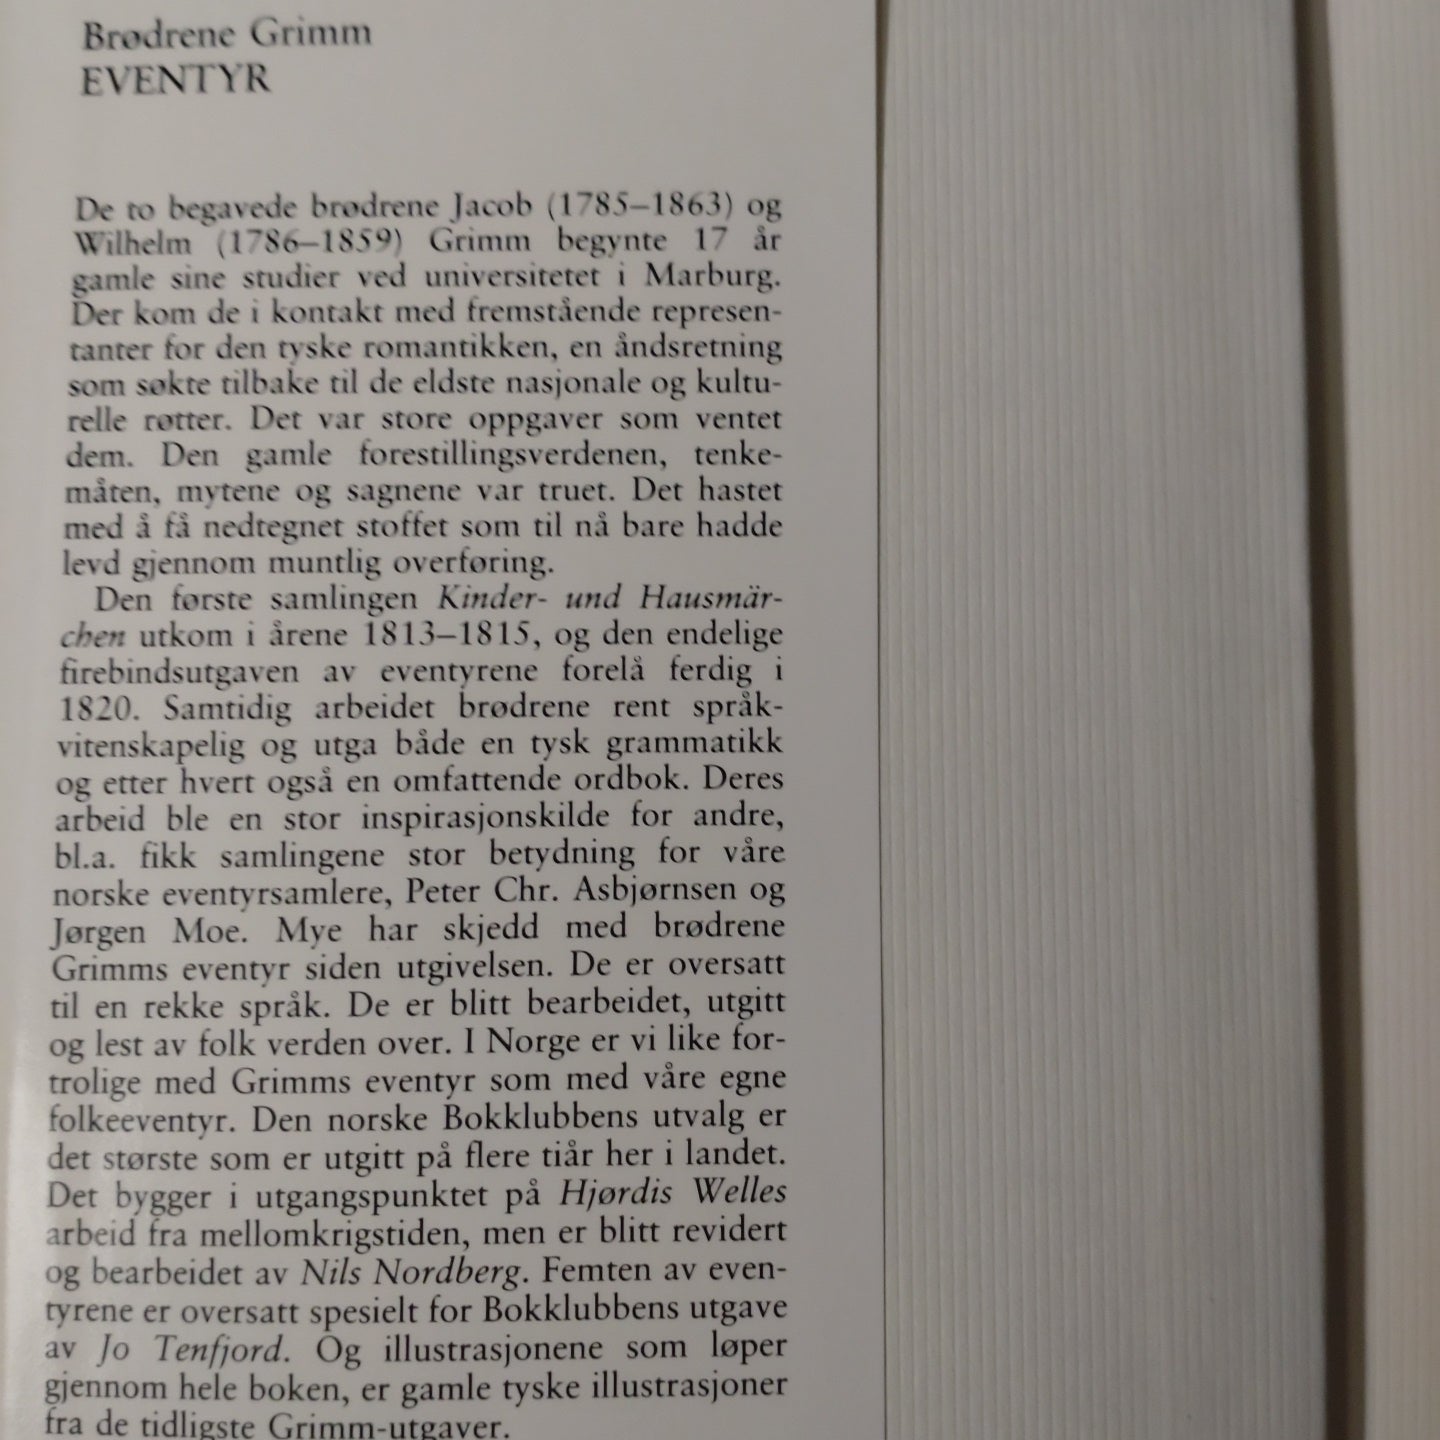 Brødrene Grimm
EVENTYR
De to begavede brødrene Jacob (1785–1863) og
Wilhelm (1786–1859) Grimm begynte 17 år
gamle sine studier ved universitetet i Marburg.
Der kom de i kontakt med fremstående represen-
tanter for den tyske romantikken, en åndsretning
som søkte tilbake til de eldste nasjonale og kultu-
relle røtter. Det var store oppgaver som ventet
dem. Den gamle forestillingsverdenen, tenke-
måten, mytene og sagnene var truet. Det hastet
med å få nedtegnet stoffet som til nå bare hadde
levd gjennom muntlig overføring.
Den første samlingen Kinder- und Hausmär-
chen utkom i årene 1813–1815, og den endelige
firebindsutgaven av eventyrene forelå ferdig i
1820. Samtidig arbeidet brødrene rent språk-
vitenskapelig og utga både en tysk grammatikk
og etter hvert også en omfattende ordbok. Deres
arbeid ble en stor inspirasjonskilde for andre,
bl.a. fikk samlingene stor betydning for våre
norske eventyrsamlere, Peter Chr. Asbjørnsen og
Jørgen Moe. Mye har skjedd med brødrene
Grimms eventyr siden utgivelsen. De er oversatt
til en rekke språk. De er blitt bearbeidet, utgitt
og lest av folk verden over. I Norge er vi like for-
trolige med Grimms eventyr som med våre egne
folkeeventyr. Den norske Bokklubbens utvalg er
det største som er utgitt på flere tiår her i landet.
Det bygger i utgangspunktet på Hjørdis Welles
arbeid fra mellomkrigstiden, men er blitt revidert
og bearbeidet av Nils Nordberg. Femten av even-
tyrene er oversatt spesielt for Bokklubbens utgave
av Jo Tenfjord. Og illustrasjonene som løper
gjennom hele boken, er gamle tyske illustrasjoner
fra de tidligste Grimm-utgaver.